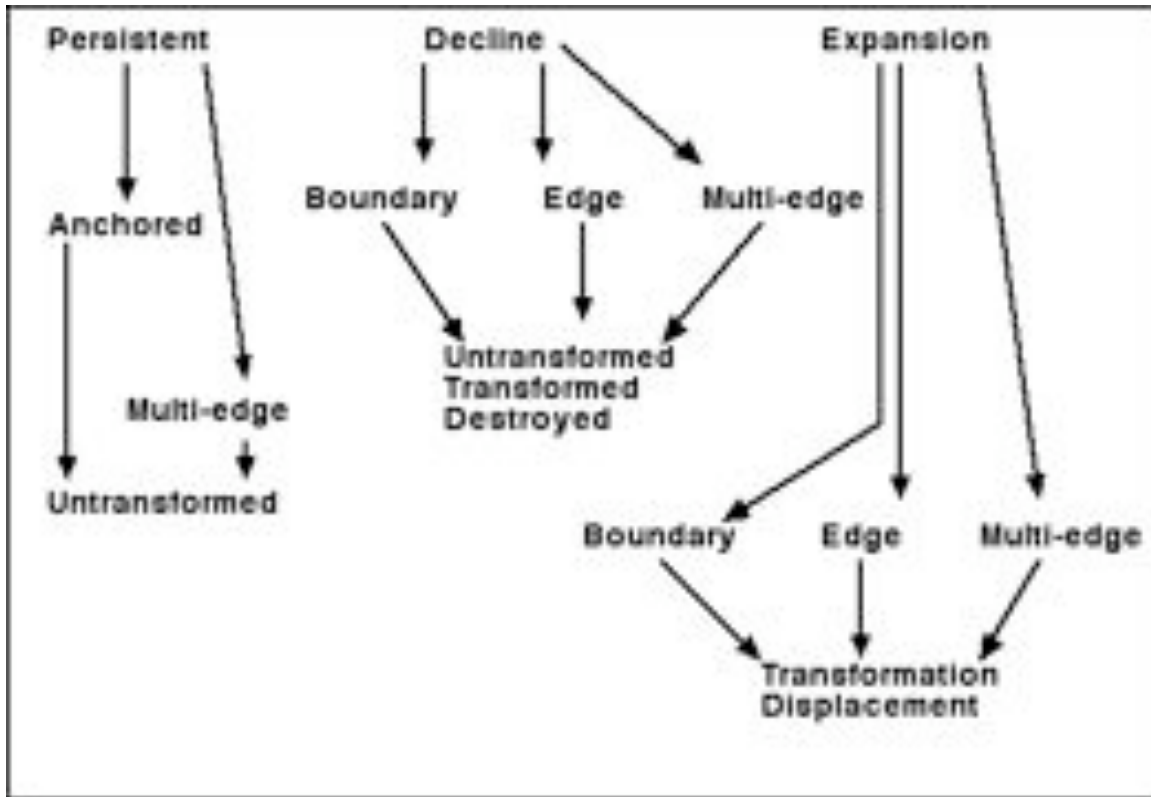 Persistent
Decline
Expansion
Boundary
Edge
Multi-edge
Anchored
Untransformed
Transformed
Destroyed
Multi-edge
Untransformed
Boundary
Edge
Multi-edge
Transformation
Displacement